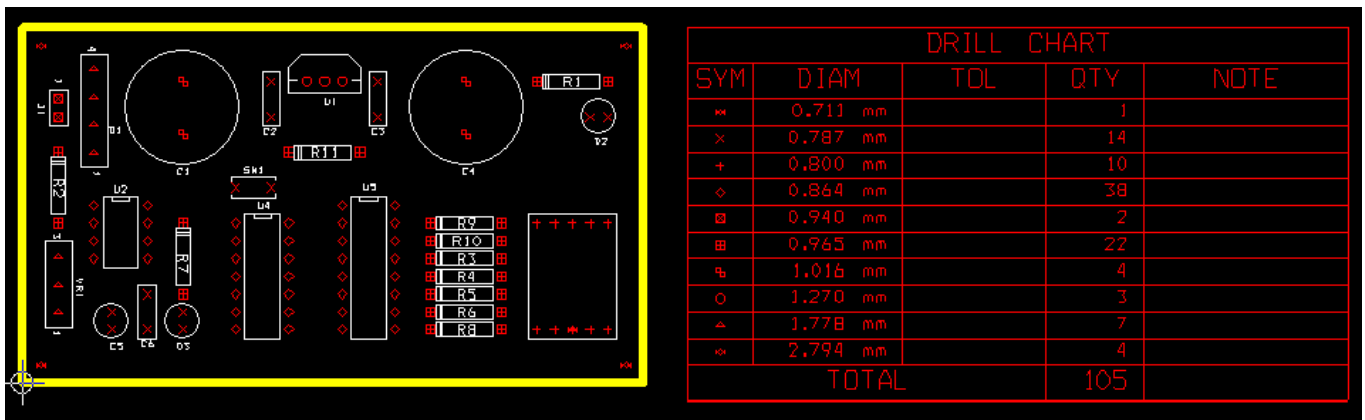 C1
C4
U1
R1
J1
D1
C2
C3
D2
R11
R2
SW1
U2
U4
U3
R9
R10
R7
R3
R4
VR1
R5
R6
C5
C6
D3
R8
DRILL CHART
SYM DIAM TOL QTY NOTE
0.711 mm 1
0.787 mm 14
0.800 mm 10
0.864 mm 38
0.940 mm 2
0.965 mm 22
1.016 mm 4
1.270 mm 3
1.778 mm 7
2.794 mm 4
TOTAL 105